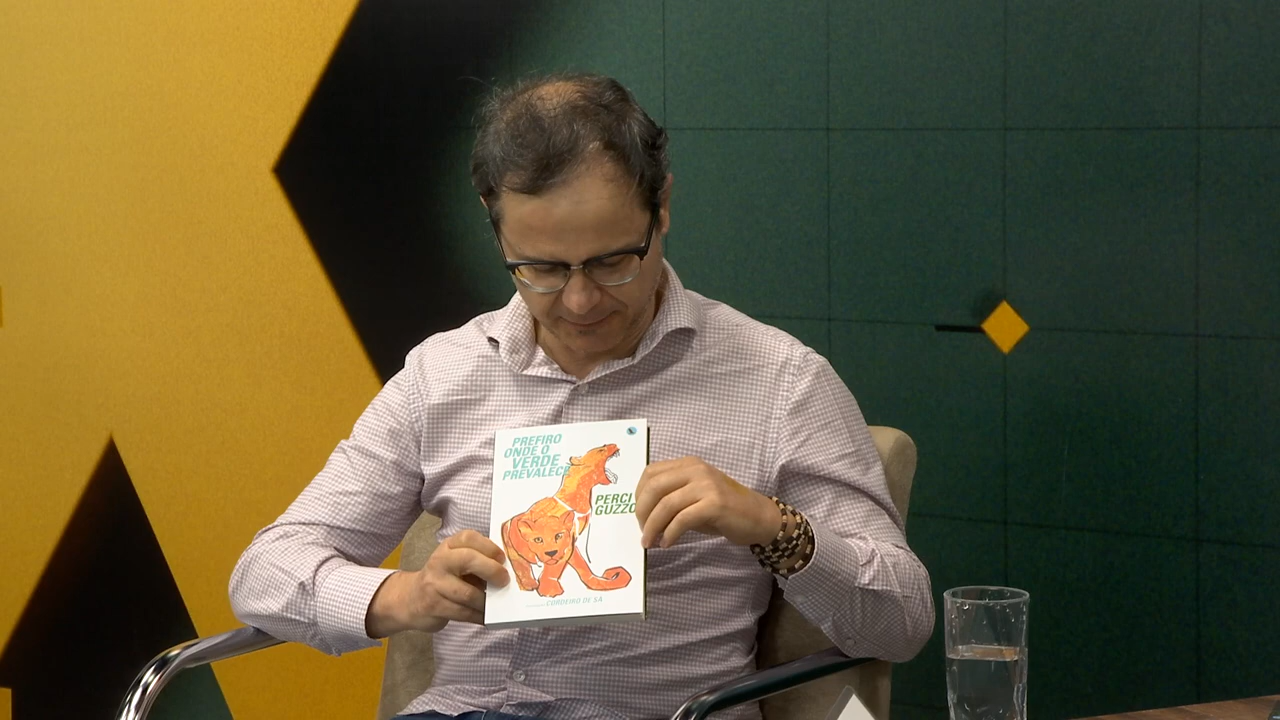 PREFIRO
ONDE O
VERDE
PREVALECE
PERCI
GUZZO
CORDEIRO DE SÁ